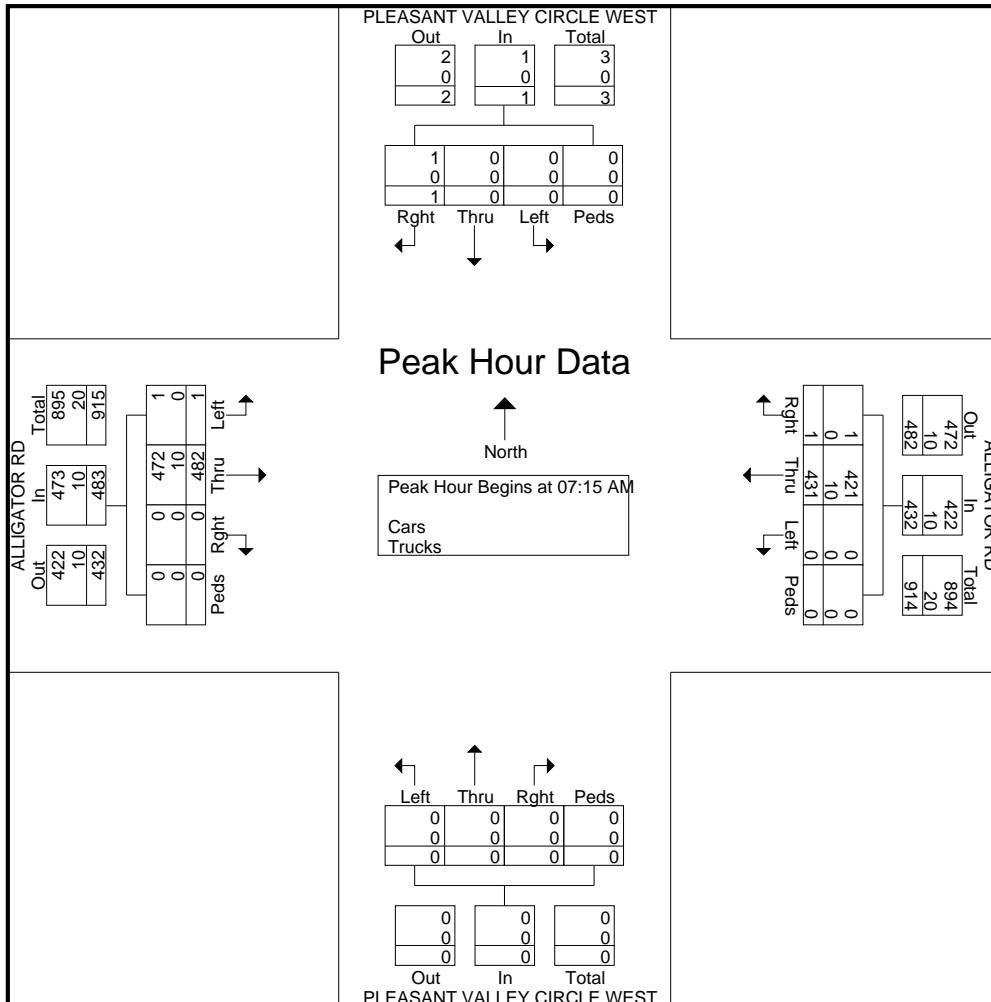 PLEASANT VALLEY CIRCLE WEST
Out In Total
2 1 3
0 0 0
2 1 3
1 0 0 0
0 0 0 0
1 0 0 0
Rght Thru Left Peds
Peak Hour Data
North
Peak Hour Begins at 07:15 AM
Cars
Trucks
ALLIGATOR RD
Total In Out
895 473 422
20 10 10
915 483 432
1 472 0 0
0 10 0 0
1 482 0 0
Left Thru Rght Peds
ALLIGATOR RD
Out In Total
472 422 894
10 10 20
482 432 914
1 421 0 0
0 10 0 0
1 431 0 0
Rght Thru Left Peds
Left Thru Rght Peds
0 0 0 0
0 0 0 0
0 0 0 0
0 0 0
0 0 0
0 0 0
Out In Total
PLEASANT VALLEY CIRCLE WEST